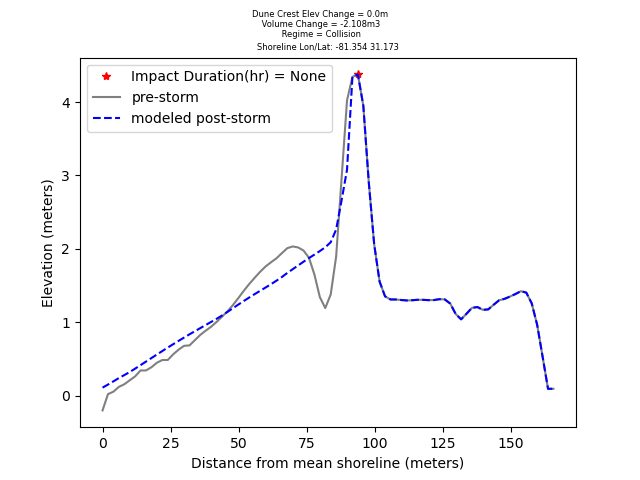 Dune Crest Elev Change = 0.0m
Volume Change = -2.108m3
Regime = Collision
Shoreline Lon/Lat: -81.354 31.173
Impact Duration(hr) = None
pre-storm
modeled post-storm
Elevation (meters)
4
3
2
1
0
0 25 50 75 100 125 150
Distance from mean shoreline (meters)